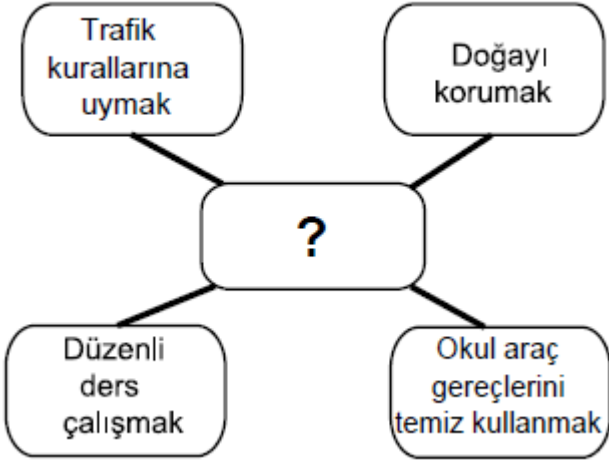 Trafik
kurallarına
uymak
Doğayı
korumak
?
Düzenli
ders
çalışmak
Okul araç
gereçlerini
temiz kullanmak